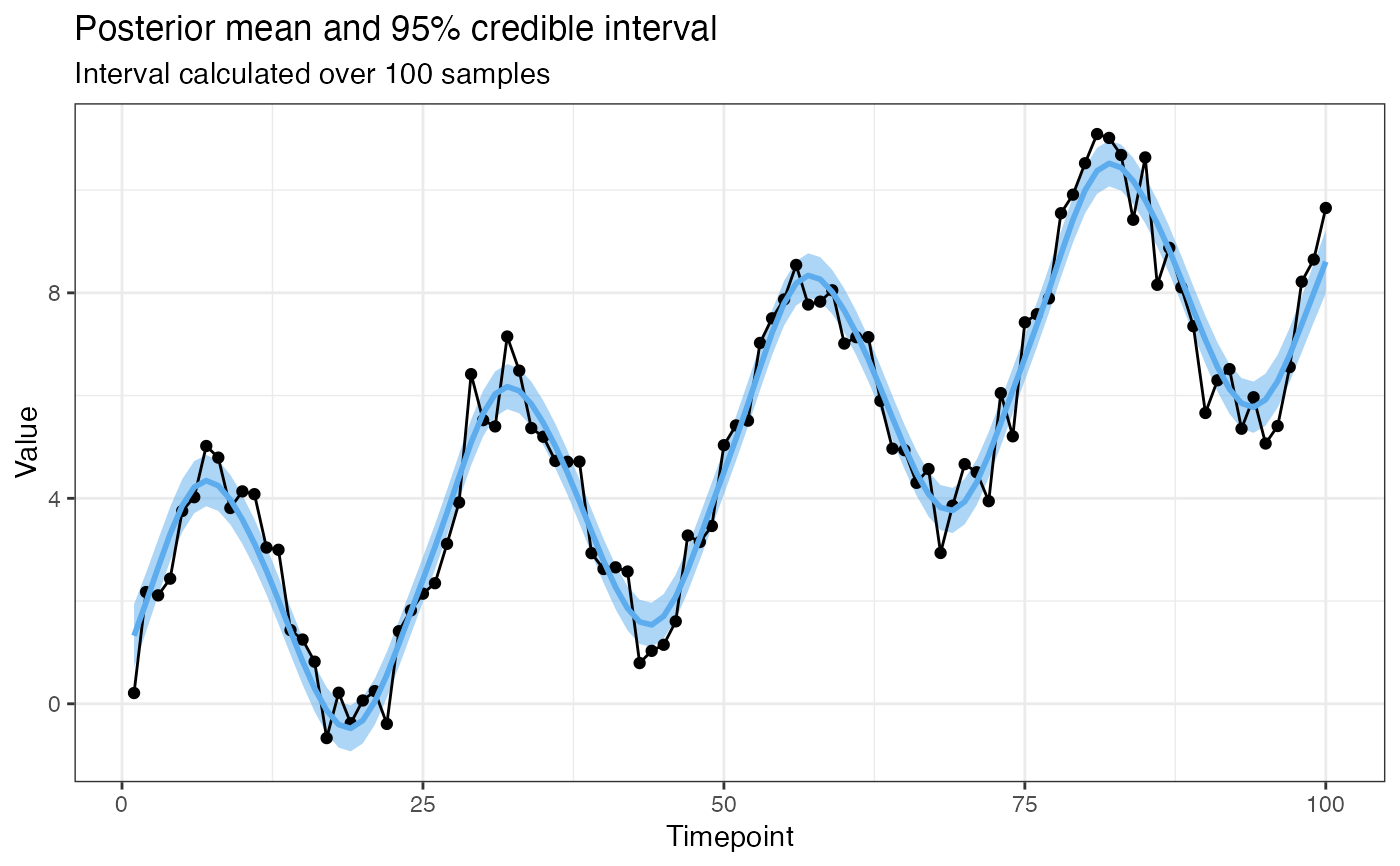 Posterior mean and 95% credible interval
Interval calculated over 100 samples
Value
8
4
0
0 25 50 75 100
Timepoint